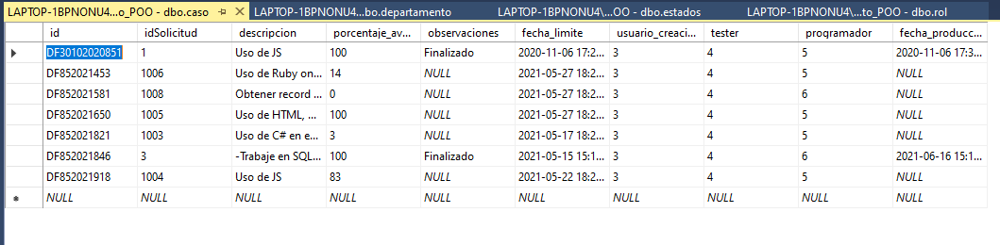 LAPTOP-1BPNONU4...o_POO - dbo.caso LAPTOP-1BPNONU4...bo.departamento LAPTOP-1BPNONU4\...OO - dbo.estados LAPTOP-1BPNONU4\...to_POO - dbo.rol
id idSolicitud descripcion porcentaje_av... observaciones fecha_limite usuario_creaci... tester programador fecha_producc...
DF30102020851 1 Uso de JS 100 Finalizado 2020-11-06 17:2... 3 4 5 2020-11-06 17:3...
DF852021453 1006 Uso de Ruby on... 14 NULL 2021-05-27 18:2... 3 4 5 NULL
DF852021581 1008 Obtener record ... 0 NULL 2021-05-27 18:2... 3 4 6 NULL
DF852021650 1005 Uso de HTML, ... 100 NULL 2021-05-27 18:2... 3 4 5 NULL
DF852021821 1003 Uso de C# en e... 3 NULL 2021-05-17 18:2... 3 4 5 NULL
DF852021846 3 -Trabaje en SQL... 100 Finalizado 2021-05-15 15:1... 3 4 6 2021-06-16 15:1...
DF852021918 1004 Uso de JS 83 NULL 2021-05-22 18:2... 3 4 5 NULL
NULL NULL NULL NULL NULL NULL NULL NULL NULL NULL